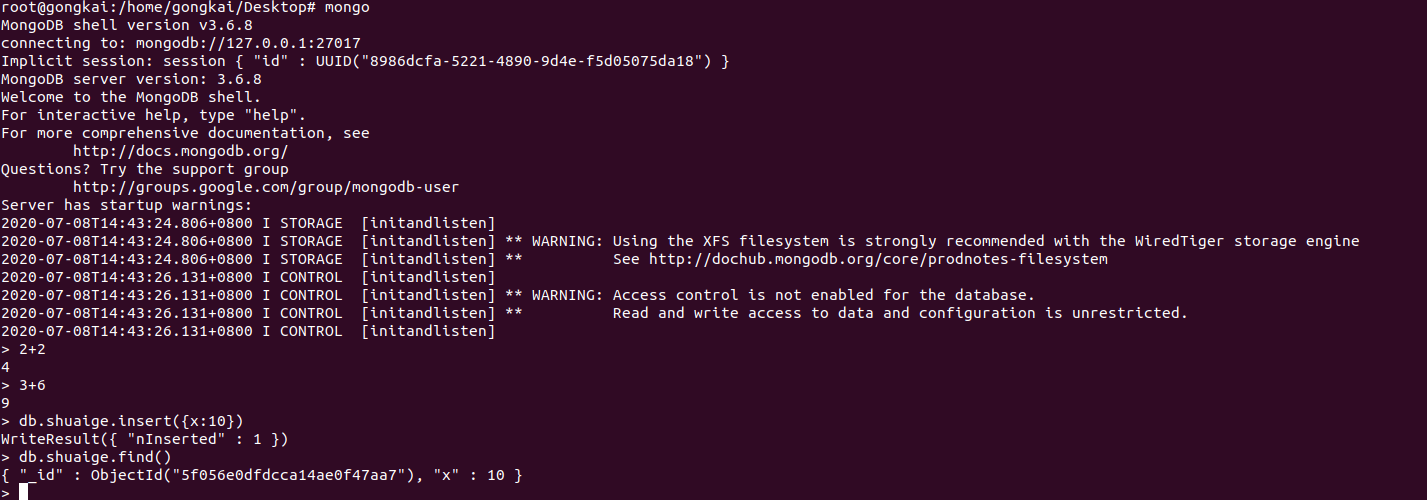 root@gongkai:/home/gongkai/Desktop# mongo
MongoDB shell version v3.6.8
connecting to: mongodb://127.0.0.1:27017
Implicit session: session { "id" : UUID("8986dcfa-5221-4890-9d4e-f5d05075da18") }
MongoDB server version: 3.6.8
Welcome to the MongoDB shell.
For interactive help, type "help".
For more comprehensive documentation, see
        http://docs.mongodb.org/
Questions? Try the support group
        http://groups.google.com/group/mongodb-user
Server has startup warnings:
2020-07-08T14:43:24.806+0800 I STORAGE  [initandlisten]
2020-07-08T14:43:24.806+0800 I STORAGE  [initandlisten] ** WARNING: Using the XFS filesystem is strongly recommended with the WiredTiger storage engine
2020-07-08T14:43:24.806+0800 I STORAGE  [initandlisten] **          See http://dochub.mongodb.org/core/prodnotes-filesystem
2020-07-08T14:43:26.131+0800 I CONTROL  [initandlisten]
2020-07-08T14:43:26.131+0800 I CONTROL  [initandlisten] ** WARNING: Access control is not enabled for the database.
2020-07-08T14:43:26.131+0800 I CONTROL  [initandlisten] **          Read and write access to data and configuration is unrestricted.
2020-07-08T14:43:26.131+0800 I CONTROL  [initandlisten]
> 2+2
4
> 3+6
9
> db.shuaige.insert({x:10})
WriteResult({ "nInserted" : 1 })
> db.shuaige.find()
{ "_id" : ObjectId("5f056e0dfdcca14ae0f47aa7"), "x" : 10 }
>